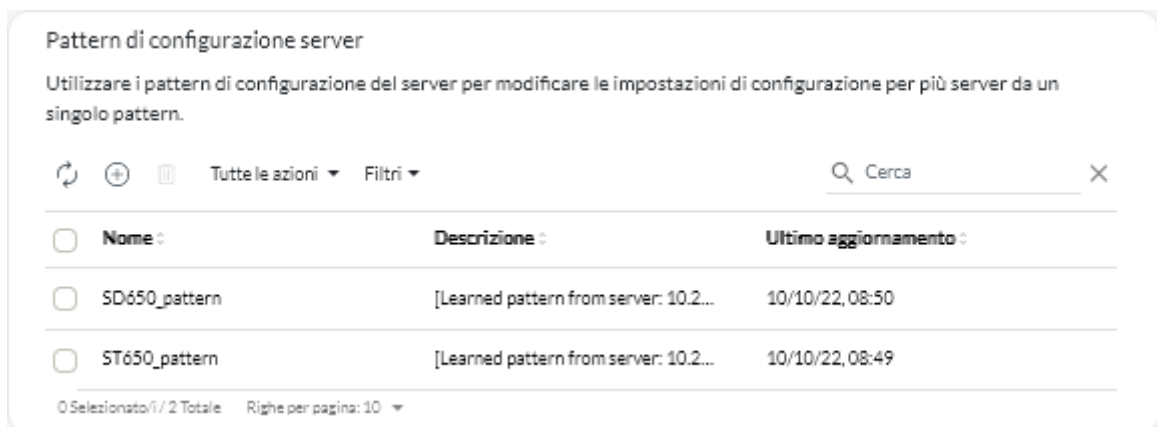 Pattern di configurazione server
Utilizzare i pattern di configurazione del server per modificare le impostazioni di configurazione per più server da un
singolo pattern.
Tutte le azioni Filtri Cerca
Nome Descrizione Ultimo aggiornamento
SD650_pattern [Learned pattern from server: 10.2... 10/10/22, 08:50
ST650_pattern [Learned pattern from server: 10.2... 10/10/22, 08:49
0 Selezionato/i / 2 Totale Righe per pagina: 10